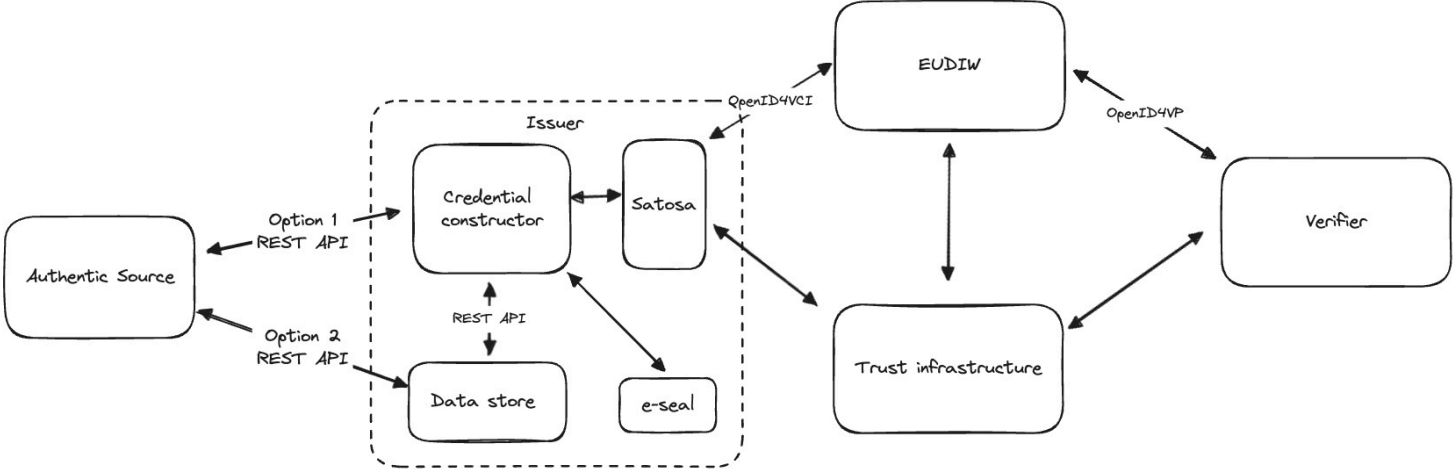 EUDIW
OpenID4VCI
OpenID4VP
Issuer
Credential
constructor
Satosa
Option 1
REST API
Verifier
Authentic Source
REST API
Option 2
REST API
Trust infrastructure
Data store
e-seal